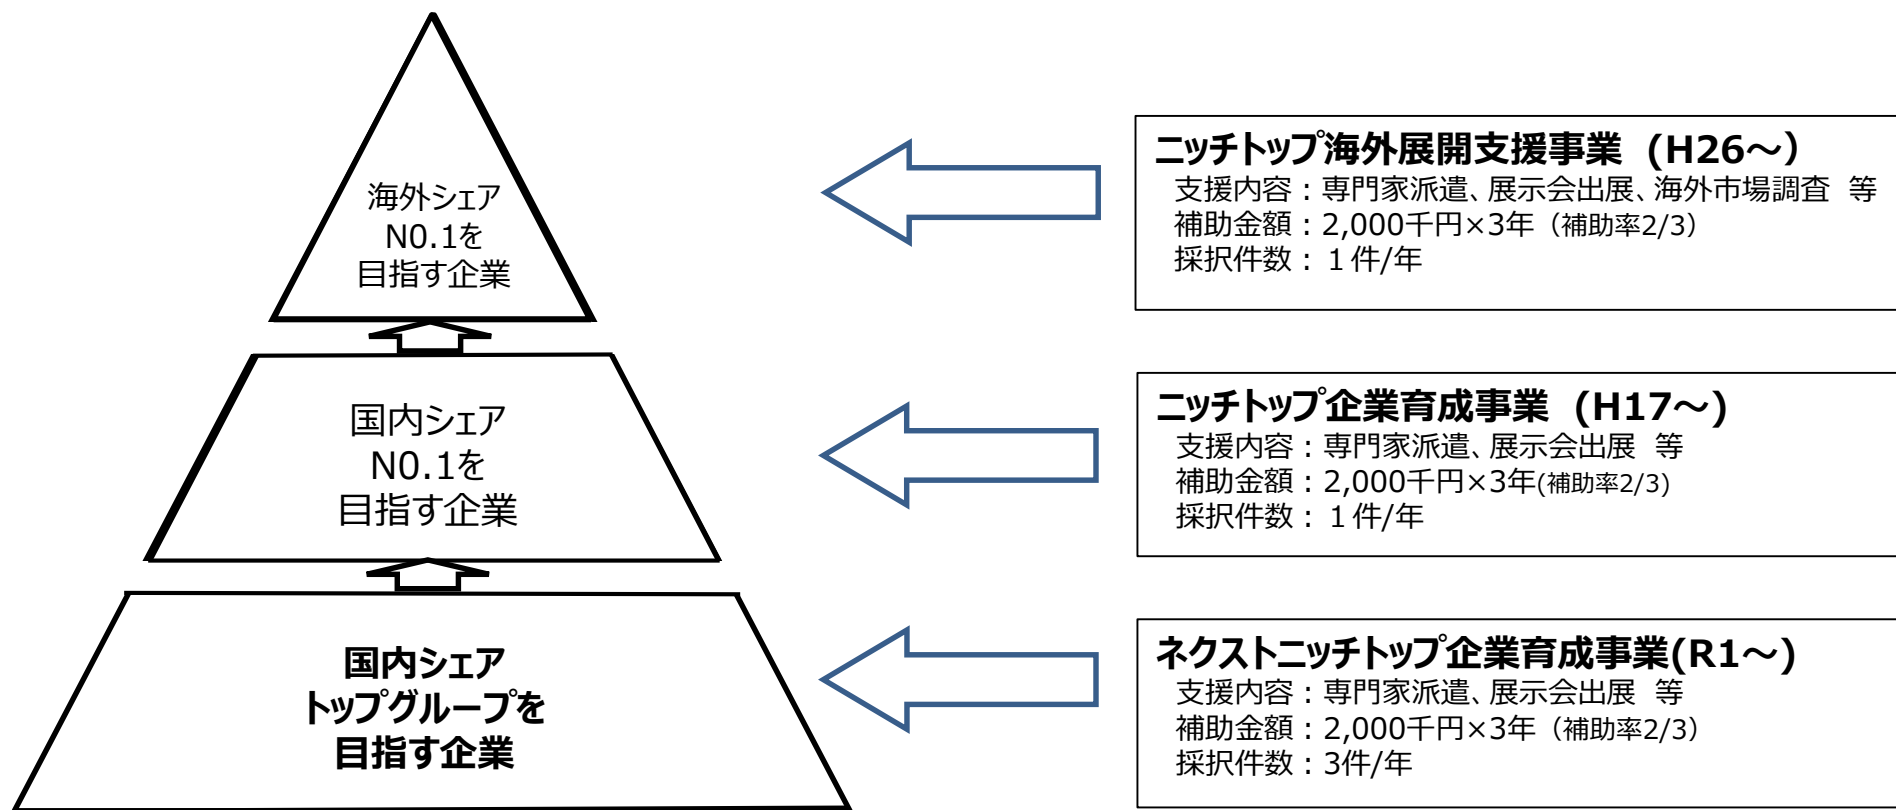 海外シェア
N0.1を
目指す企業
ニッチトップ海外展開支援事業 (H26～)
支援内容：専門家派遣、展示会出展、海外市場調査　等
補助金額：2,000千円×3年（補助率2/3）
採択件数：１件/年
国内シェア
N0.1を
目指す企業
ニッチトップ企業育成事業 (H17～)
支援内容：専門家派遣、展示会出展　等
補助金額：2,000千円×3年(補助率2/3)
採択件数：１件/年
国内シェア
トップグループを
目指す企業
ネクストニッチトップ企業育成事業(R1～)
支援内容：専門家派遣、展示会出展　等
補助金額：2,000千円×3年（補助率2/3）
採択件数：3件/年